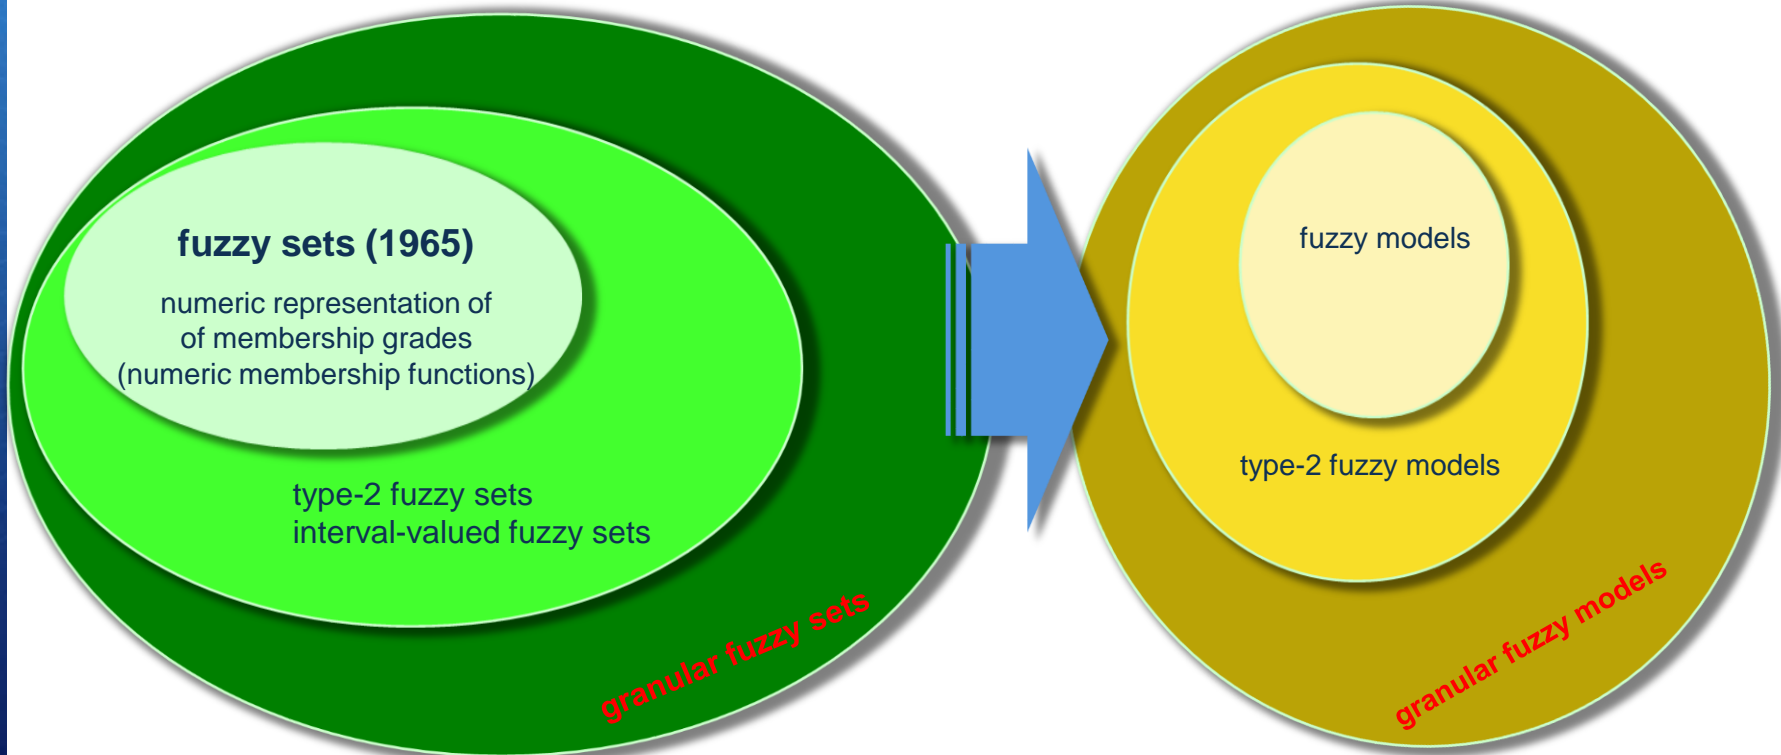 fuzzy sets (1965)
numeric representation of
of membership grades
(numeric membership functions)
type-2 fuzzy sets
interval-valued fuzzy sets
granular fuzzy sets
fuzzy models
type-2 fuzzy models
granular fuzzy models